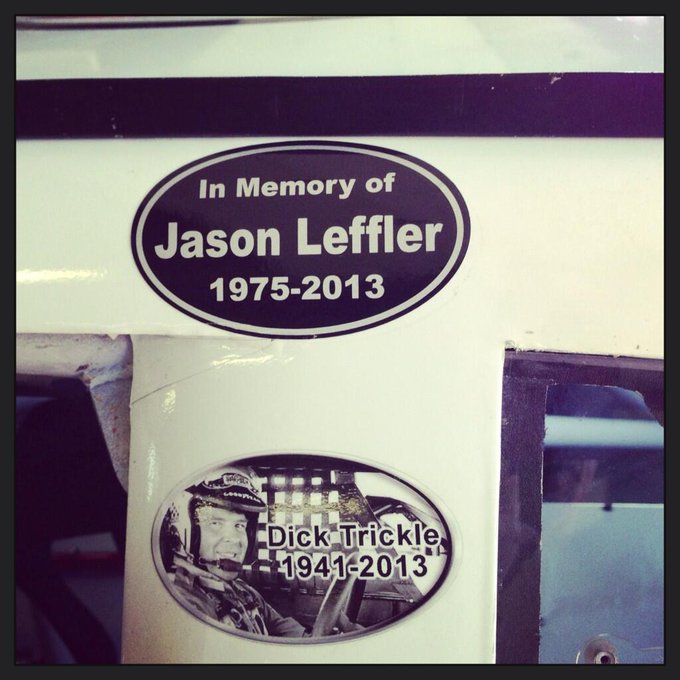 In Memory of
Jason Leffler
1975-2013
Dick Trickle
1941-2013